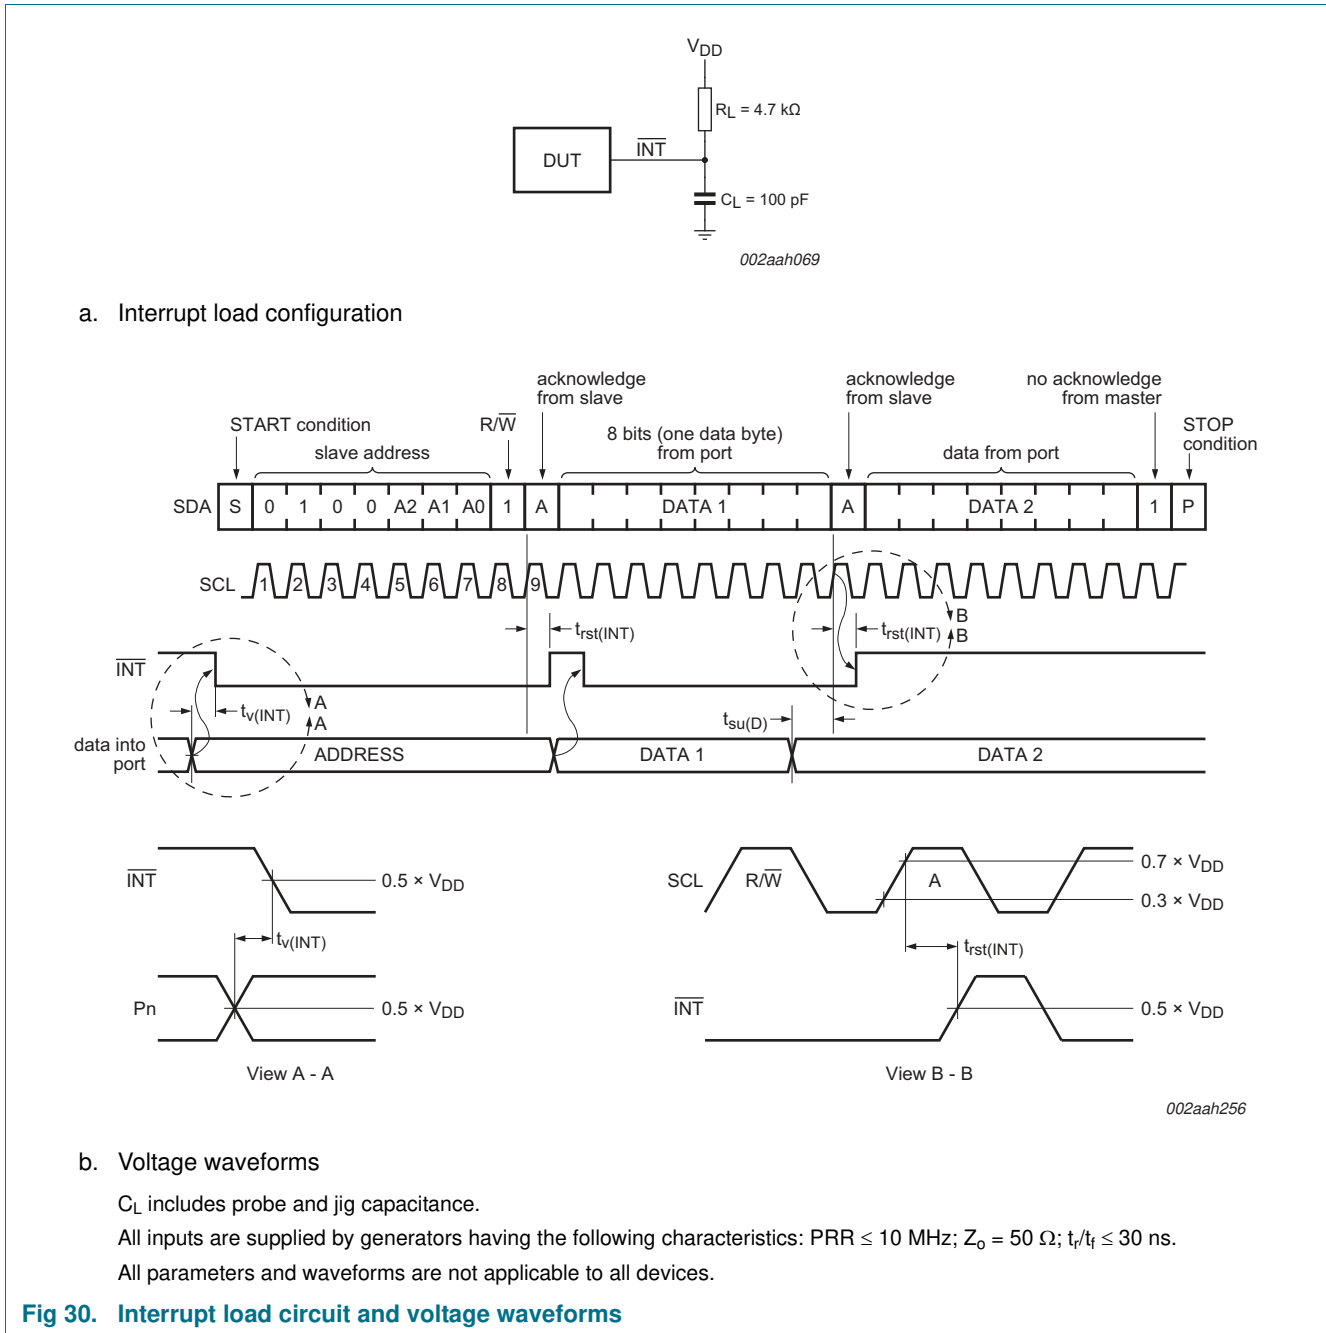 VDD
RL = 4.7 kΩ
DUT
INT
CL = 100 pF
002aah069
a. Interrupt load configuration
acknowledge
from slave
acknowledge
from slave
no acknowledge
from master
START condition
R/W
8 bits (one data byte)
from port
STOP
condition
slave address
data from port
SDA S 0 1 0 0 A2 A1 A0 1 A DATA 1 A DATA 2 1 P
SCL 1 2 3 4 5 6 7 8 9
trst(INT)
trst(INT)
B
B
INT
tv(INT)
A
A
tsu(D)
data into
port
ADDRESS
DATA 1
DATA 2
INT
0.5 × VDD
tv(INT)
Pn
0.5 × VDD
View A - A
SCL
R/W
A
0.7 × VDD
0.3 × VDD
trst(INT)
INT
0.5 × VDD
View B - B
002aah256
b. Voltage waveforms
CL includes probe and jig capacitance.
All inputs are supplied by generators having the following characteristics: PRR ≤ 10 MHz; Zo = 50 Ω; tr/tf ≤ 30 ns.
All parameters and waveforms are not applicable to all devices.
Fig 30. Interrupt load circuit and voltage waveforms